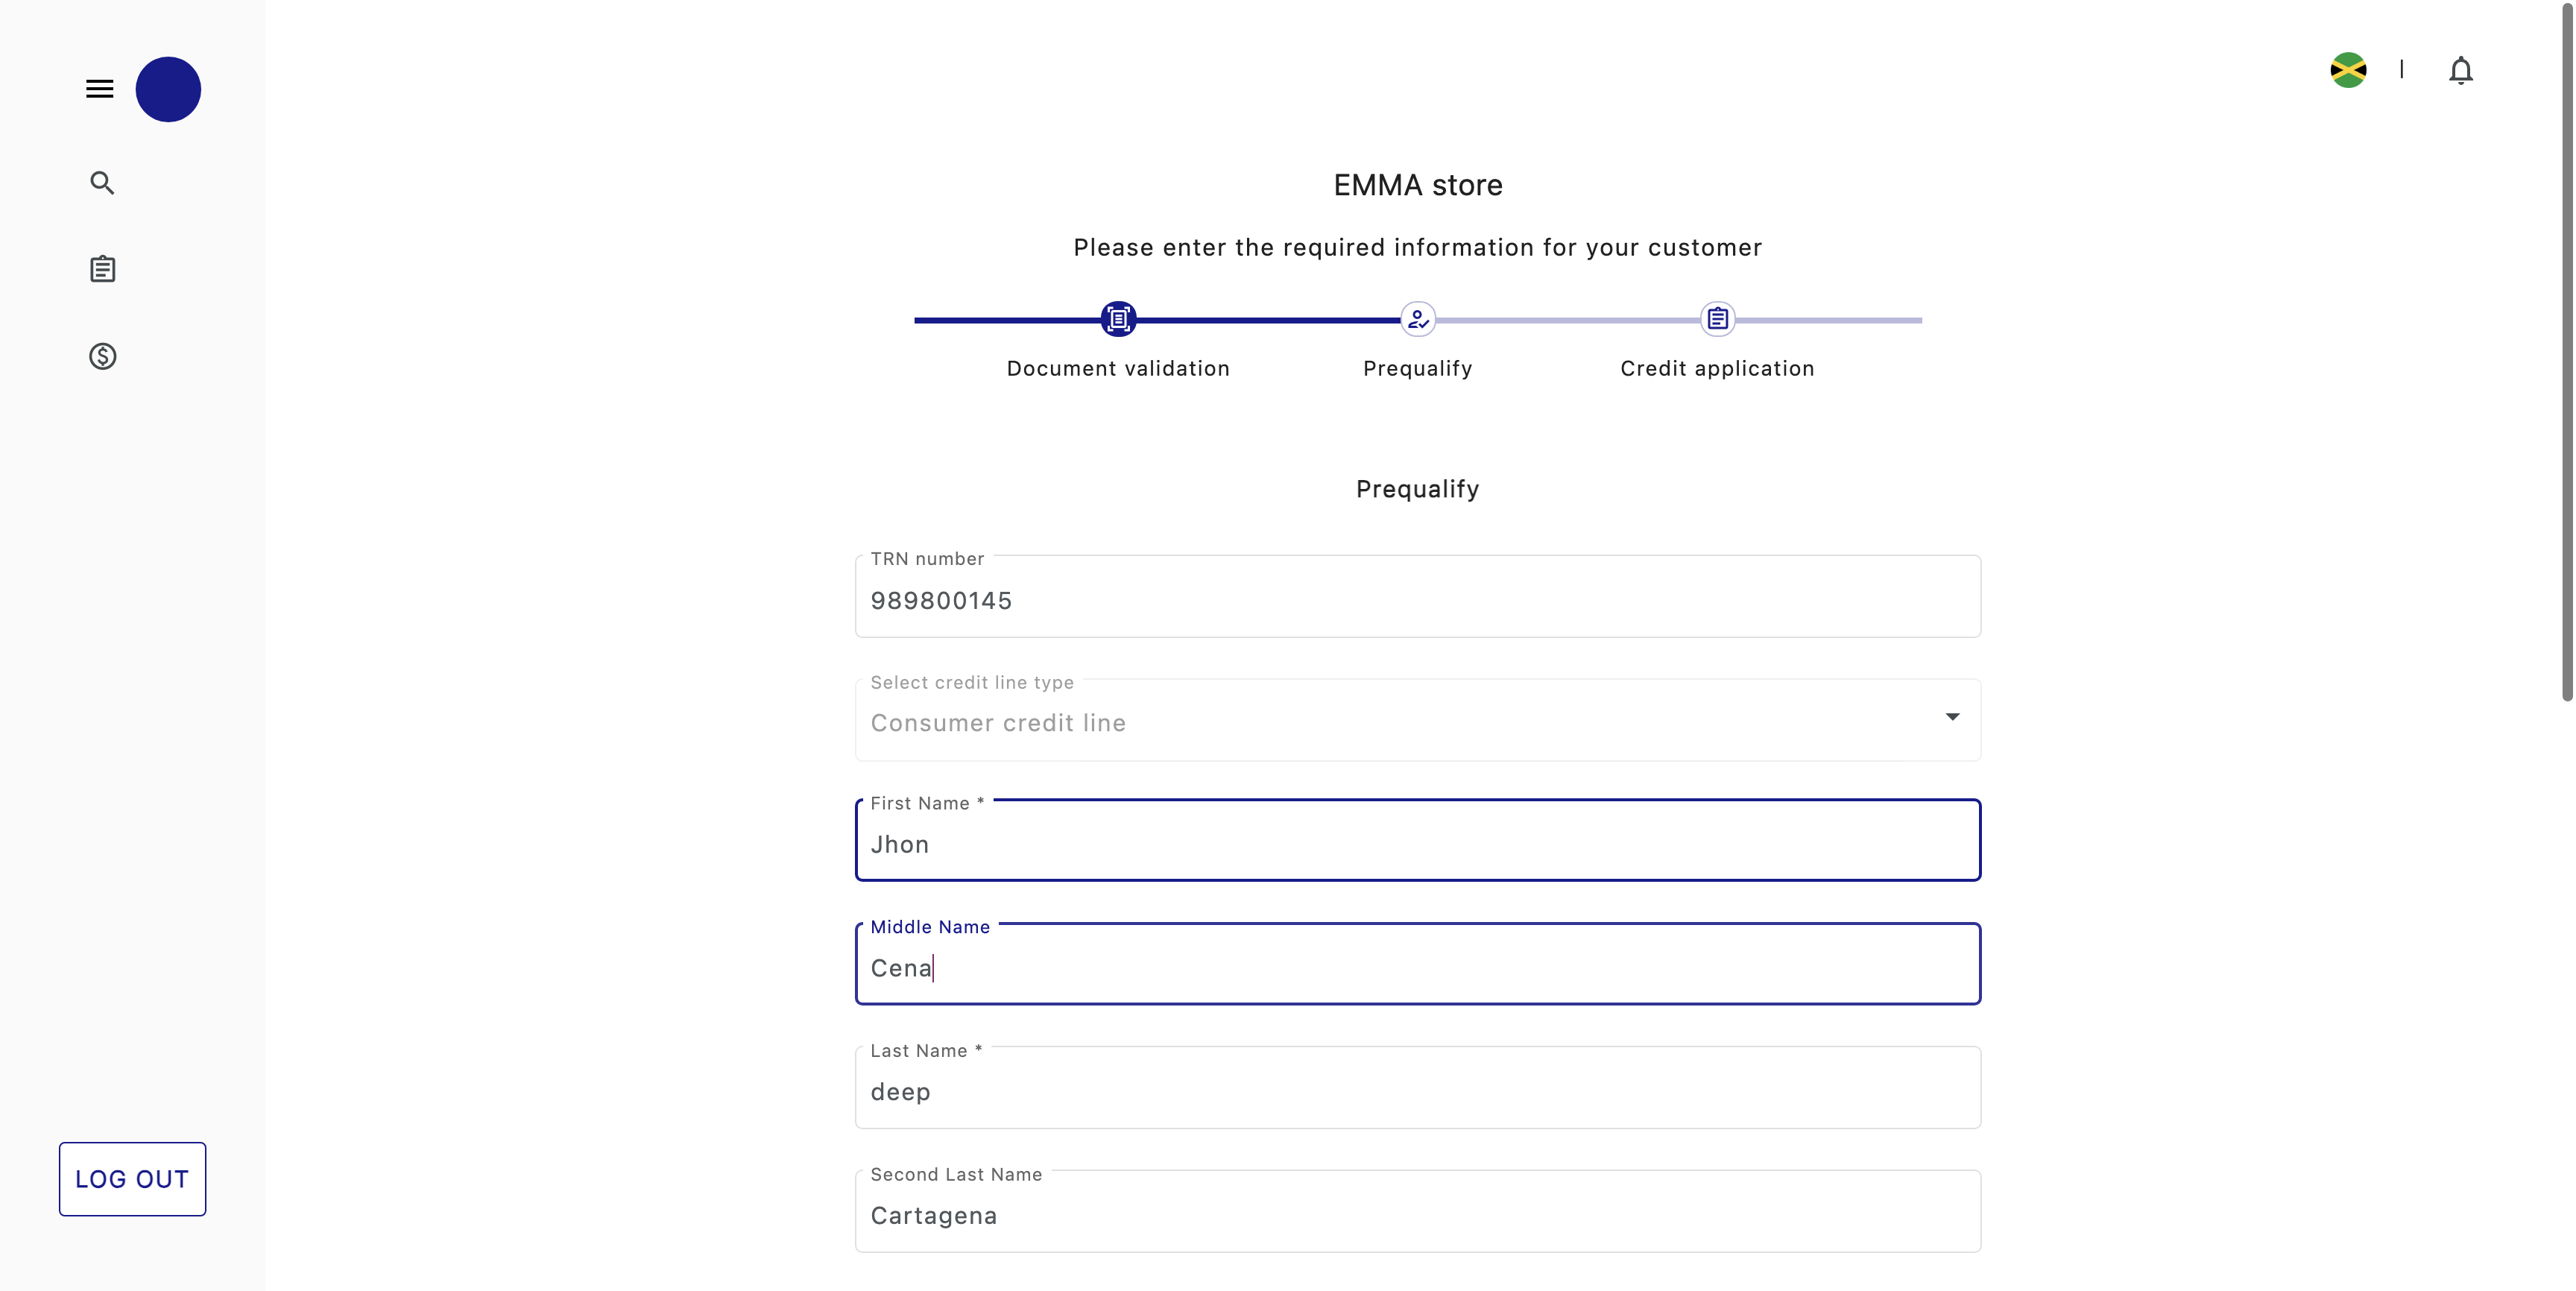 EMMA store
Please enter the required information for your customer
Document validation
Prequalify
Credit application
Prequalify
TRN number
989800145
Select credit line type
Consumer credit line
First Name *
Jhon
Middle Name
Cena
Last Name *
deep
Second Last Name
Cartagena
LOG OUT